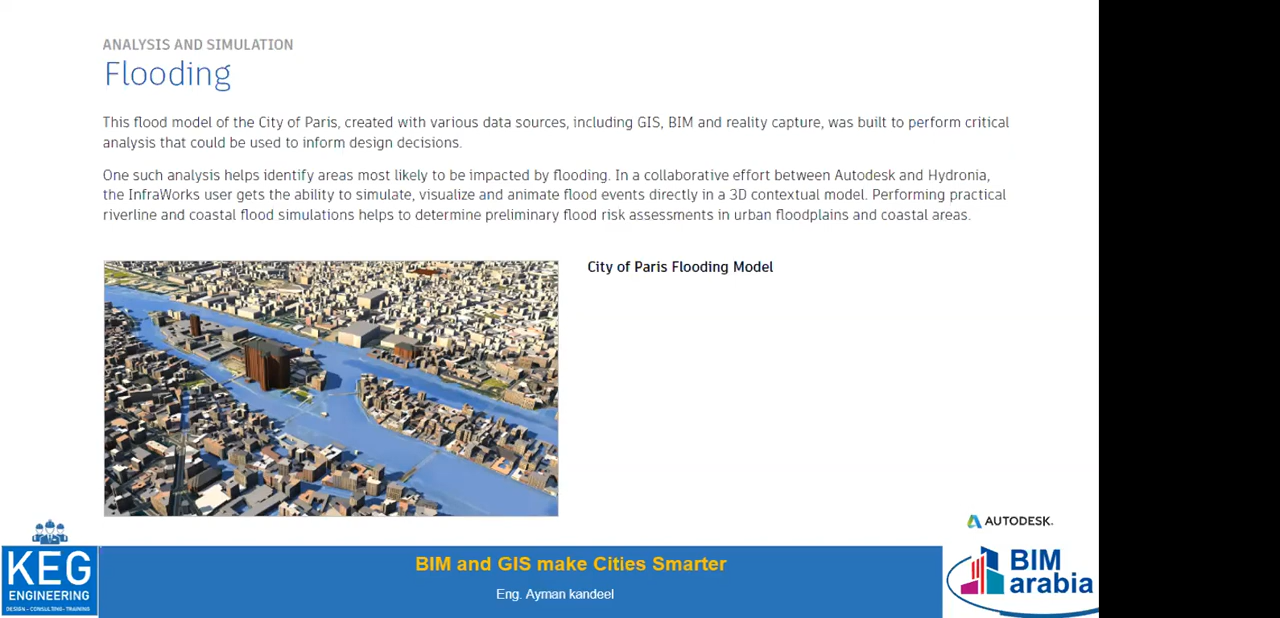 ANALYSIS AND SIMULATION
Flooding
This flood model of the City of Paris, created with various data sources, including GIS, BIM and reality capture, was built to perform critical
analysis that could be used to inform design decisions.
One such analysis helps identify areas most likely to be impacted by flooding. In a collaborative effort between Autodesk and Hydronia,
the InfraWorks user gets the ability to simulate, visualize and animate flood events directly in a 3D contextual model. Performing practical
riverline and coastal flood simulations helps to determine preliminary flood risk assessments in urban floodplains and coastal areas.
City of Paris Flooding Model
AUTODESK.
KEG
ENGINEERING
DESIGN - CONSULTING - TRAINING
BIM and GIS make Cities Smarter
Eng. Ayman kandeel
BIM
arabia